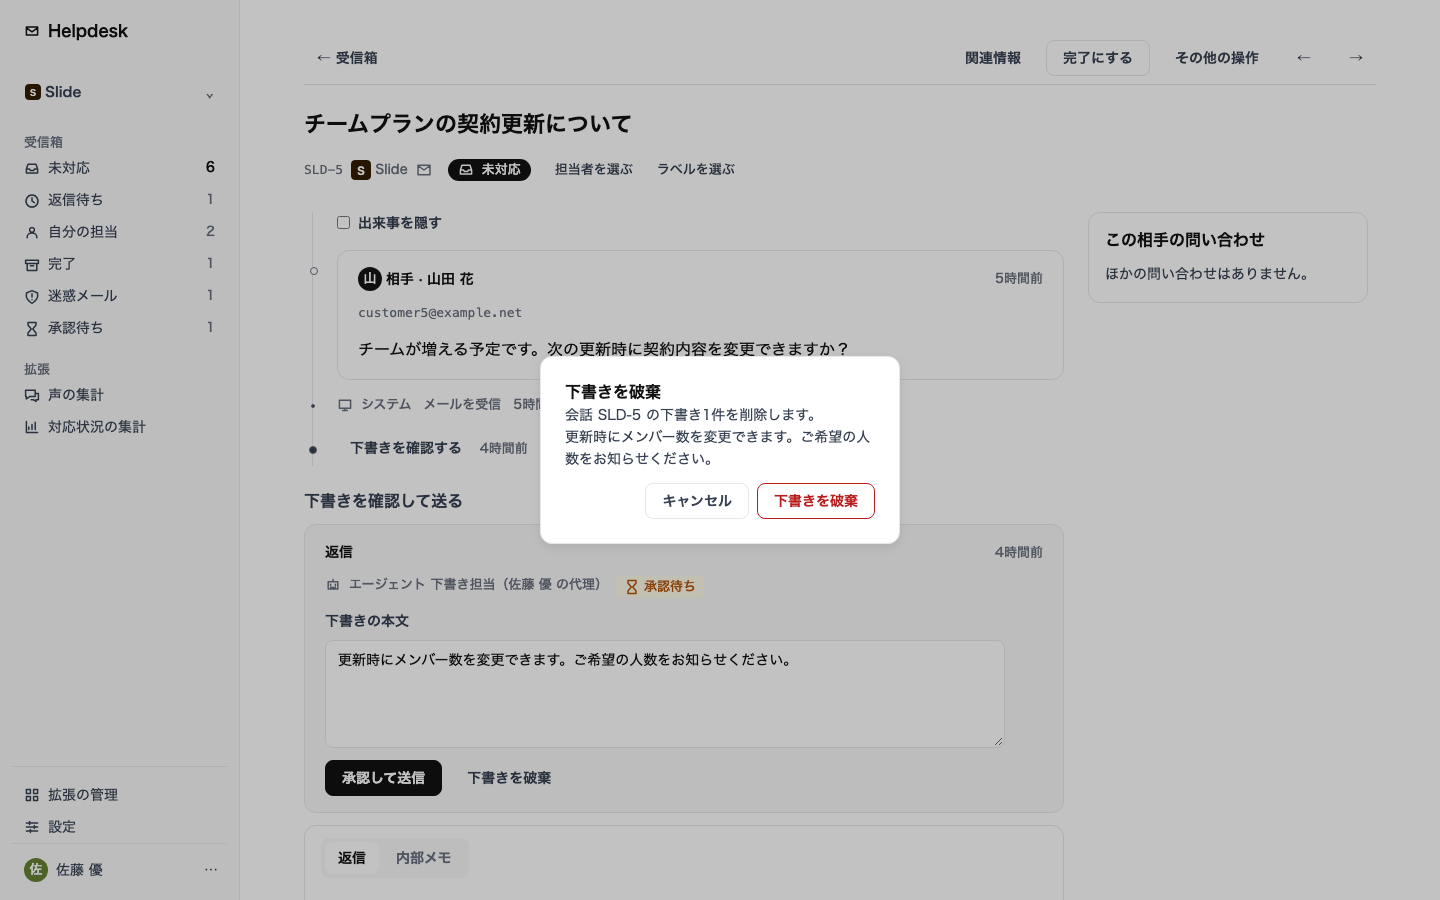 Helpdesk
S Slide
受信箱
未対応 6
返信待ち 1
自分の担当 2
完了 1
迷惑メール 1
承認待ち 1
拡張
声の集計
対応状況の集計
拡張の管理
設定
佐 佐藤 優 …
← 受信箱
関連情報 完了にする その他の操作 ← →
チームプランの契約更新について
SLD-5 S Slide 未対応 担当者を選ぶ ラベルを選ぶ
出来事を隠す
山 相手 · 山田 花 5時間前
customer5@example.net
チームが増える予定です。次の更新時に契約内容を変更できますか？
システム メールを受信 5時間
下書きを確認する 4時間前
下書きを確認して送る
返信 4時間前
エージェント 下書き担当（佐藤 優 の代理） 承認待ち
下書きの本文
更新時にメンバー数を変更できます。ご希望の人数をお知らせください。
承認して送信 下書きを破棄
返信 内部メモ
この相手の問い合わせ
ほかの問い合わせはありません。
下書きを破棄
会話 SLD-5 の下書き1件を削除します。
更新時にメンバー数を変更できます。ご希望の人
数をお知らせください。
キャンセル 下書きを破棄